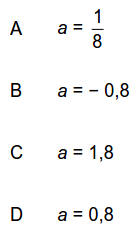 A a = 1/8
B a = – 0,8
C a = 1,8
D a = 0,8